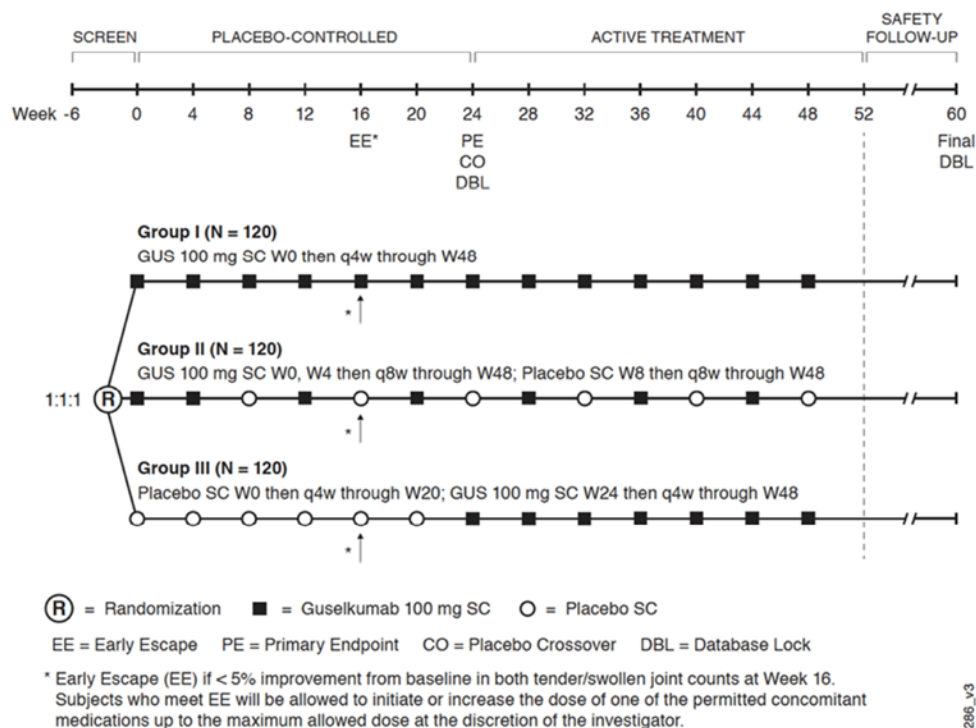 SCREEN PLACEBO-CONTROLLED ACTIVE TREATMENT SAFETY FOLLOW-UP
Week -6 0 4 8 12 16 20 24 28 32 36 40 44 48 52 60
EE* PE Final
CO DBL
DBL
Group I (N = 120)
GUS 100 mg SC W0 then q4w through W48
*
Group II (N = 120)
GUS 100 mg SC W0, W4 then q8w through W48; Placebo SC W8 then q8w through W48
1:1:1 R
*
Group III (N = 120)
Placebo SC W0 then q4w through W20; GUS 100 mg SC W24 then q4w through W48
*
R = Randomization = Guselkumab 100 mg SC = Placebo SC
EE = Early Escape PE = Primary Endpoint CO = Placebo Crossover DBL = Database Lock
* Early Escape (EE) if < 5% improvement from baseline in both tender/swollen joint counts at Week 16.
Subjects who meet EE will be allowed to initiate or increase the dose of one of the permitted concomitant
medications up to the maximum allowed dose at the discretion of the investigator.